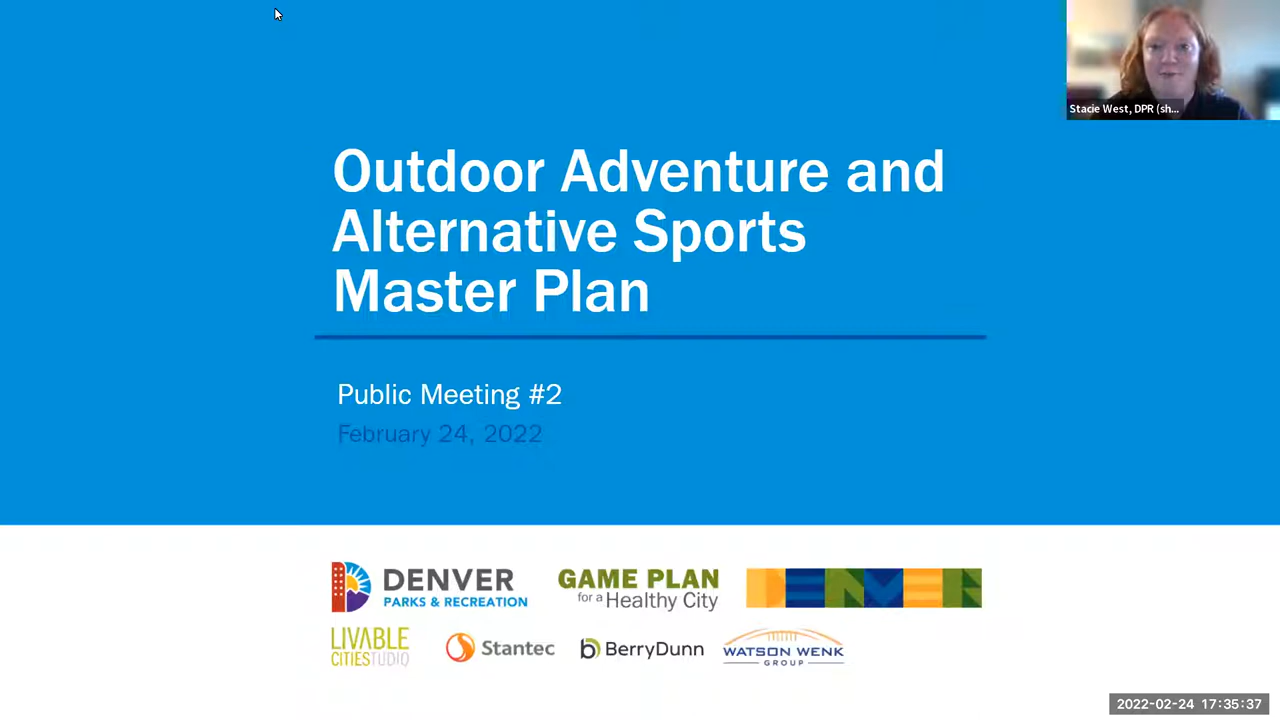 Stacie West, DPR (sh...
Outdoor Adventure and
Alternative Sports
Master Plan
Public Meeting #2
February 24, 2022
DENVER
PARKS & RECREATION
GAME PLAN
for a Healthy City
DENVER
LIVABLE
CITIESTUDIO
Stantec
BerryDunn
WATSON WENK
GROUP
2022-02-24 17:35:37